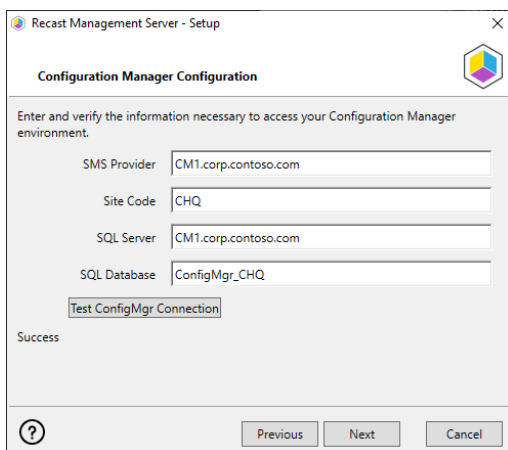 Recast Management Server - Setup
Configuration Manager Configuration
Enter and verify the information necessary to access your Configuration Manager
environment.
SMS Provider CM1.corp.contoso.com
Site Code CHQ
SQL Server CM1.corp.contoso.com
SQL Database ConfigMgr_CHQ
Test ConfigMgr Connection
Success
? Previous Next Cancel